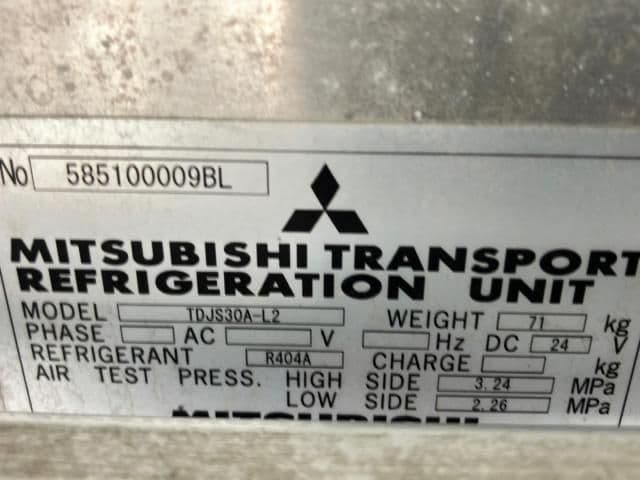 No 585100009BL
MITSUBISHI TRANSPORT
REFRIGERATION UNIT
MODEL TDJS30A-L2 WEIGHT 71 kg
PHASE AC V Hz DC 24 V
REFRIGERANT R404A CHARGE kg
AIR TEST PRESS. HIGH SIDE 3.24 MPa
LOW SIDE 2.26 MPa
MITSUBISHI